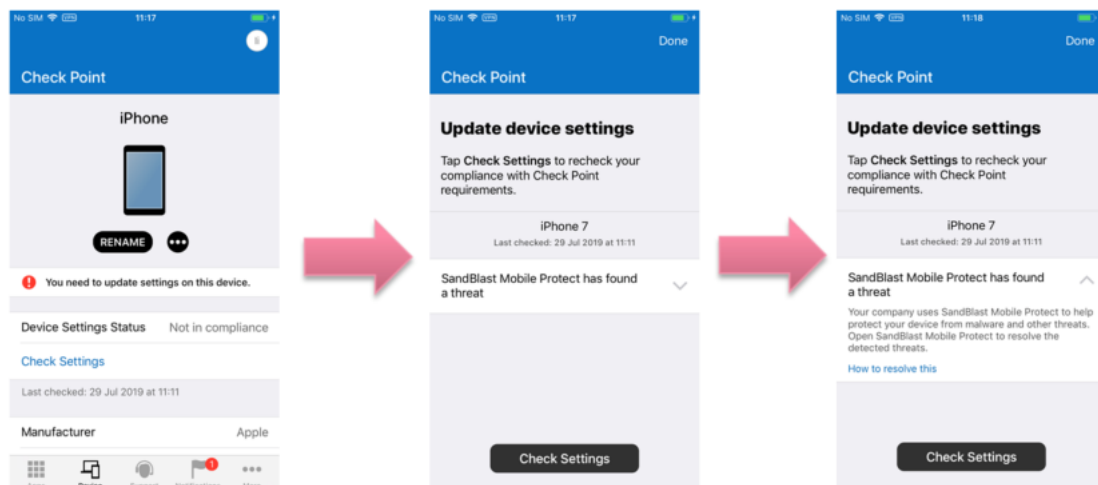 No SIM VPN 11:17
Check Point
iPhone
RENAME
You need to update settings on this device.
Device Settings Status Not in compliance
Check Settings
Last checked: 29 Jul 2019 at 11:11
Manufacturer Apple
1
No SIM VPN 11:17
Done
Check Point
Update device settings
Tap Check Settings to recheck your
compliance with Check Point
requirements.
iPhone 7
Last checked: 29 Jul 2019 at 11:11
SandBlast Mobile Protect has found
a threat
Check Settings
No SIM VPN 11:18
Done
Check Point
Update device settings
Tap Check Settings to recheck your
compliance with Check Point
requirements.
iPhone 7
Last checked: 29 Jul 2019 at 11:11
SandBlast Mobile Protect has found
a threat
Your company uses SandBlast Mobile Protect to help
protect your device from malware and other threats.
Open SandBlast Mobile Protect to resolve the
detected threats.
How to resolve this
Check Settings